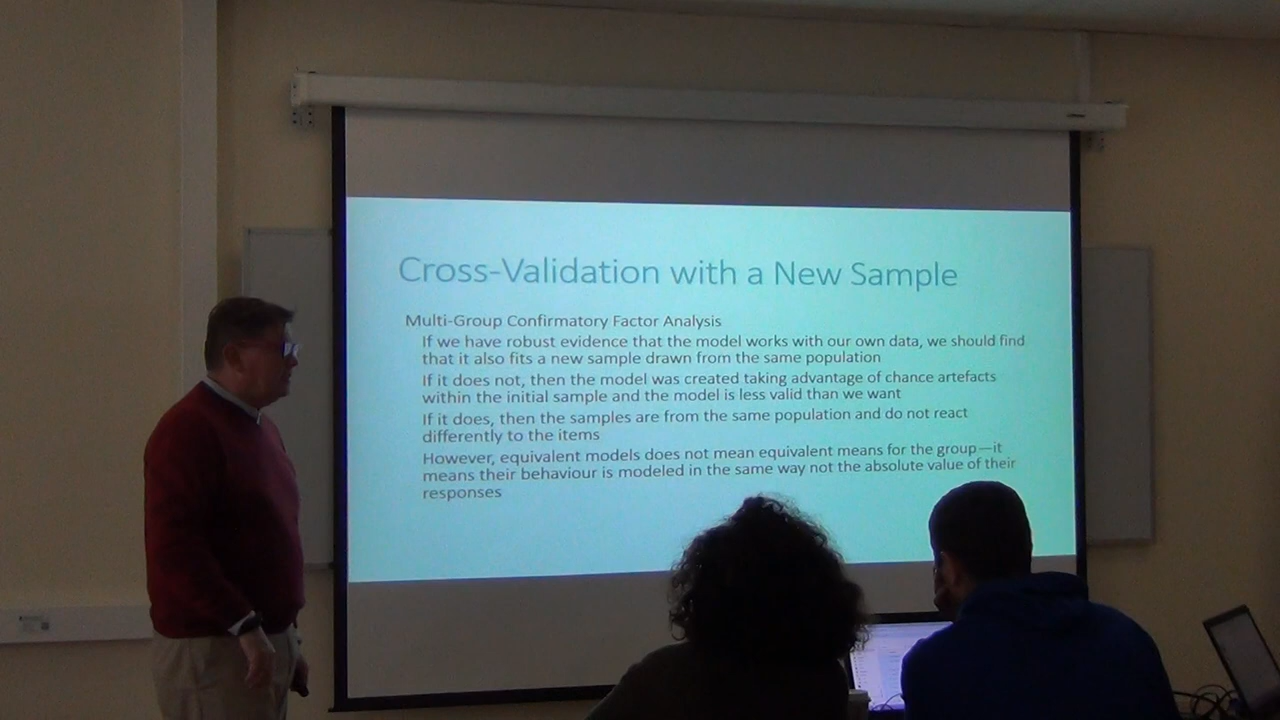 Cross-Validation with a New Sample
Multi-Group Confirmatory Factor Analysis
If we have robust evidence that the model works with our own data, we should find
that it also fits a new sample drawn from the same population
If it does not, then the model was created taking advantage of chance artefacts
within the initial sample and the model is less valid than we want
If it does, then the samples are from the same population and do not react
differently to the items
However, equivalent models does not mean equivalent means for the group—it
means their behaviour is modeled in the same way not the absolute value of their
responses